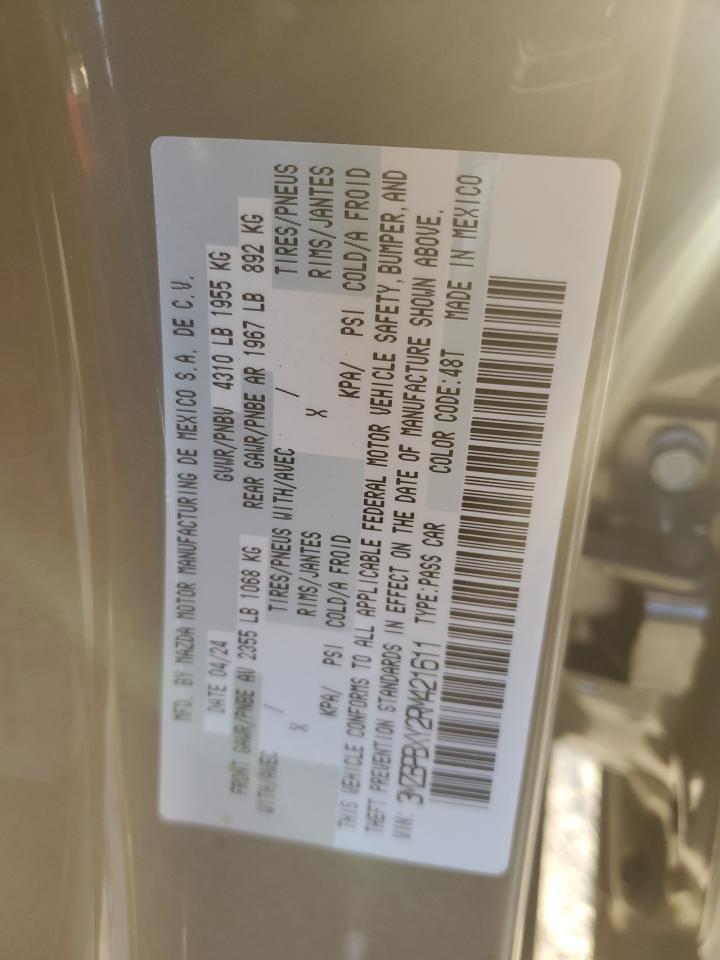 MFD. BY MAZDA MOTOR MANUFACTURING DE MEXICO S.A. DE C.V.
DATE 04/24 GVWR/PNBV 4310 LB 1955 KG
FRONT GAWR/PNBE AV 2355 LB 1068 KG REAR GAWR/PNBE AR 1967 LB 892 KG
WITH/AVEC / TIRES/PNEUS WITH/AVEC / TIRES/PNEUS
X RIMS/JANTES X RIMS/JANTES
KPA/ PSI COLD/A FROID KPA/ PSI COLD/A FROID
THIS VEHICLE CONFORMS TO ALL APPLICABLE FEDERAL MOTOR VEHICLE SAFETY, BUMPER, AND
THEFT PREVENTION STANDARDS IN EFFECT ON THE DATE OF MANUFACTURE SHOWN ABOVE.
VIN: 3MZBPBXY2RM421611 TYPE:PASS CAR COLOR CODE:48T MADE IN MEXICO